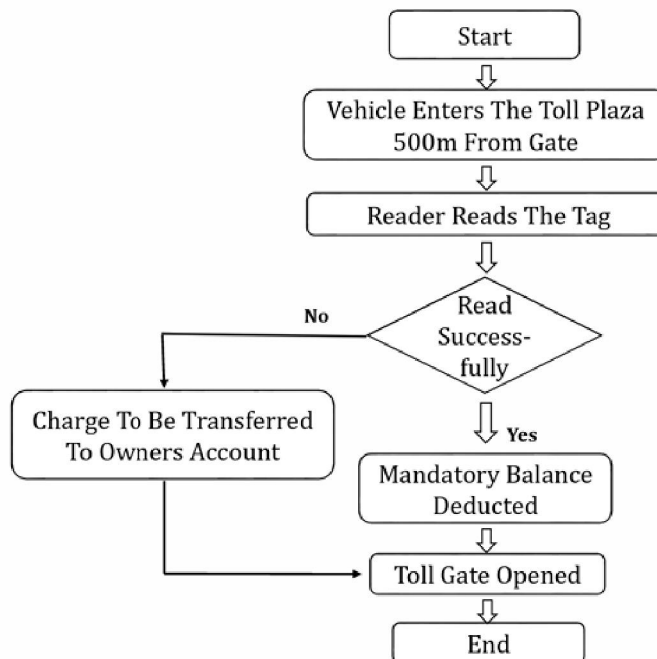 Start
Vehicle Enters The Toll Plaza
500m From Gate
Reader Reads The Tag
Read
Success-
fully
No
Yes
Charge To Be Transferred
To Owners Account
Mandatory Balance
Deducted
Toll Gate Opened
End